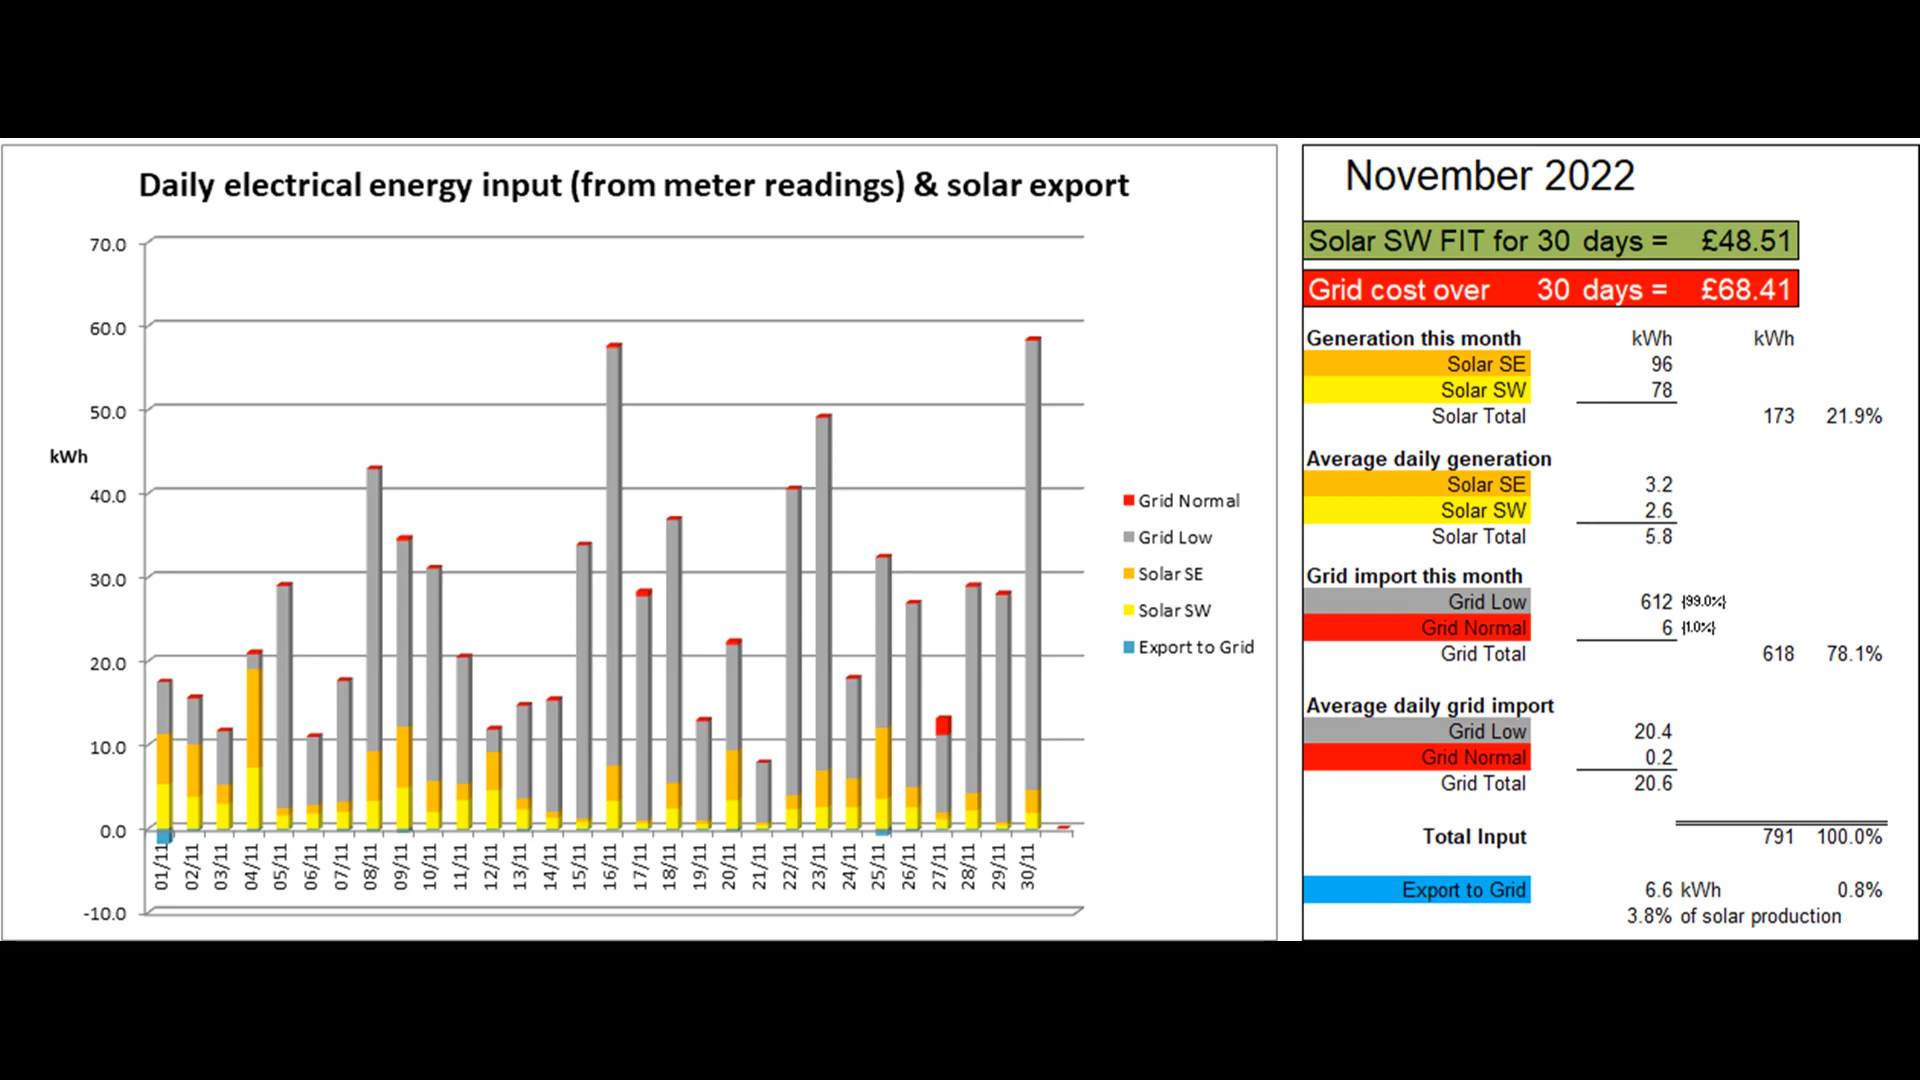 Daily electrical energy input (from meter readings) & solar export
70.0
60.0
50.0
kWh
40.0
30.0
20.0
10.0
0.0
-10.0
01/11
02/11
03/11
04/11
05/11
06/11
07/11
08/11
09/11
10/11
11/11
12/11
13/11
14/11
15/11
16/11
17/11
18/11
19/11
20/11
21/11
22/11
23/11
24/11
25/11
26/11
27/11
28/11
29/11
30/11
Grid Normal
Grid Low
Solar SE
Solar SW
Export to Grid
November 2022
Solar SW FIT for 30 days = £48.51
Grid cost over 30 days = £68.41
Generation this month kWh kWh
Solar SE 96
Solar SW 78
Solar Total 173 21.9%
Average daily generation
Solar SE 3.2
Solar SW 2.6
Solar Total 5.8
Grid import this month
Grid Low 612 (99.0%)
Grid Normal 6 (1.0%)
Grid Total 618 78.1%
Average daily grid import
Grid Low 20.4
Grid Normal 0.2
Grid Total 20.6
Total Input 791 100.0%
Export to Grid 6.6 kWh 0.8%
3.8% of solar production